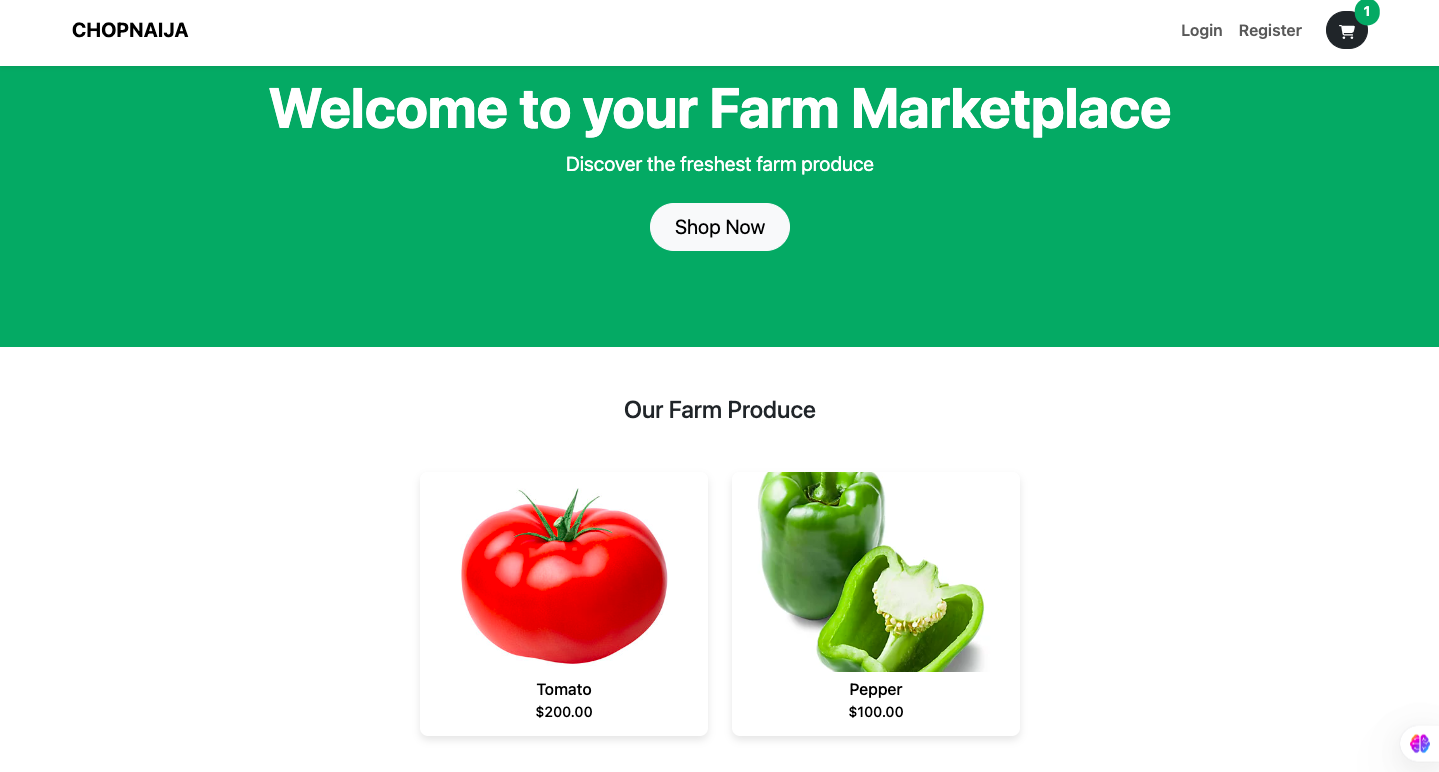 CHOPNAIJA
Login
Register
1
Welcome to your Farm Marketplace
Discover the freshest farm produce
Shop Now
Our Farm Produce
Tomato
$200.00
Pepper
$100.00